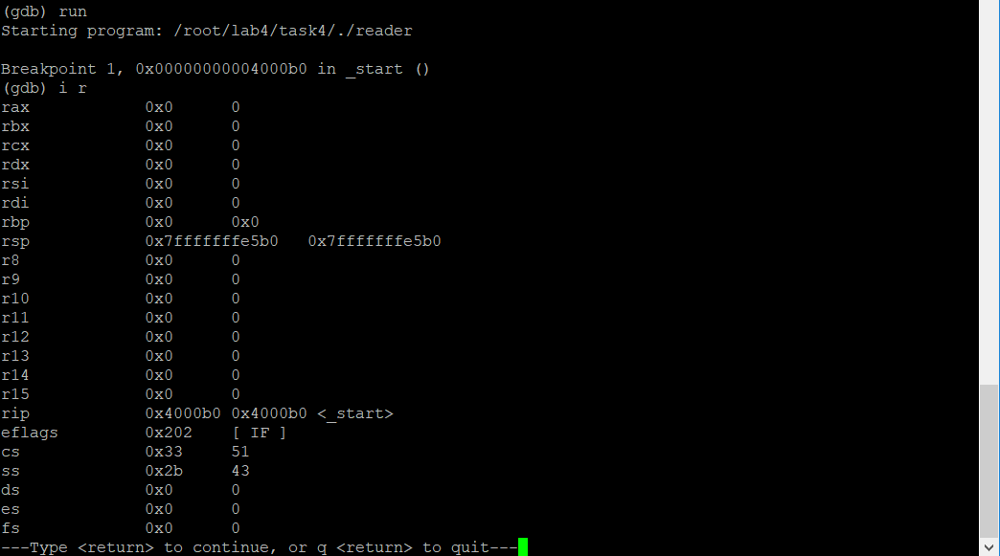 (gdb) run
Starting program: /root/lab4/task4/./reader
Breakpoint 1, 0x00000000004000b0 in _start ()
(gdb) i r
rax 0x0 0
rbx 0x0 0
rcx 0x0 0
rdx 0x0 0
rsi 0x0 0
rdi 0x0 0
rbp 0x0 0x0
rsp 0x7fffffffe5b0 0x7fffffffe5b0
r8 0x0 0
r9 0x0 0
r10 0x0 0
r11 0x0 0
r12 0x0 0
r13 0x0 0
r14 0x0 0
r15 0x0 0
rip 0x4000b0 0x4000b0 <_start>
eflags 0x202 [ IF ]
cs 0x33 51
ss 0x2b 43
ds 0x0 0
es 0x0 0
fs 0x0 0
---Type <return> to continue, or q <return> to quit---